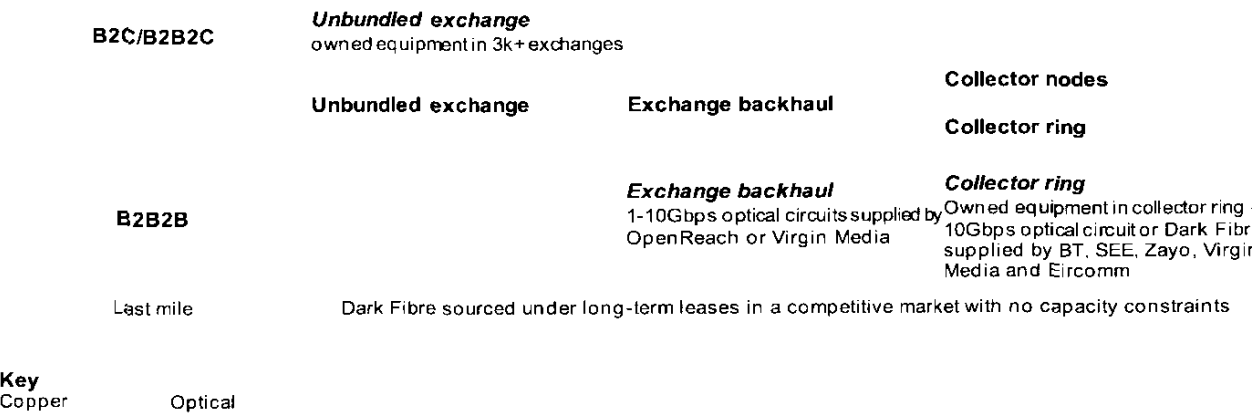 Unbundled exchange
B2C/B2B2C
owned equipment in 3k+ exchanges
Collector nodes
Unbundled exchange
Exchange backhaul
Collector ring
Exchange backhaul
Collector ring
B2B2B
1-10Gbps optical circuits supplied by
Owned equipment in collector ring -
OpenReach or Virgin Media
10Gbps optical circuit or Dark Fibr
supplied by BT, SEE, Zayo, Virgin
Media and Eircomm
Last mile
Dark Fibre sourced under long-term leases in a competitive market with no capacity constraints
Key
Copper
Optical